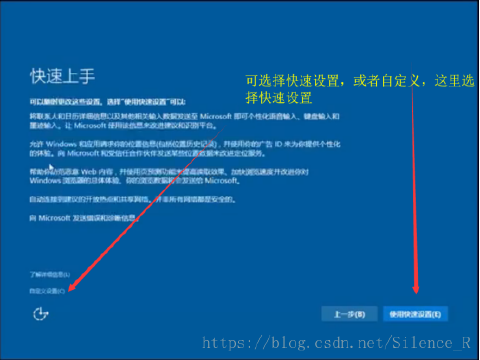 快速上手
可选择快速设置，或者自定义，这里选
择快速设置
可以随时更改这些设置。选择"使用快速设置"可以:
将联系人和日历详细信息以及其他相关输入数据发送至 Microsoft 即可个性化语音输入、键盘输入和
墨迹输入。让 Microsoft 使用该信息来改进建议和识别平台。
允许 Windows 和应用请求你的位置信息(包括位置历史记录)，并使用你的广告 ID 来为你提供个性化
的体验。向 Microsoft 和受信任合作伙伴发送某些位置数据来改进定位服务。
帮助你防范恶意 Web 内容，并使用页预测功能来提高读取效率、加快浏览速度并改进你对
Windows 浏览器的总体体验。你的浏览数据将会发送给 Microsoft。
自动连接到建议的开放热点和共享网络。并非所有网络都是安全的。
向 Microsoft 发送错误和诊断信息。
了解详细信息(L)
自定义设置(C)
上一步(B)
使用快速设置(E)
https://blog.csdn.net/Silence_R